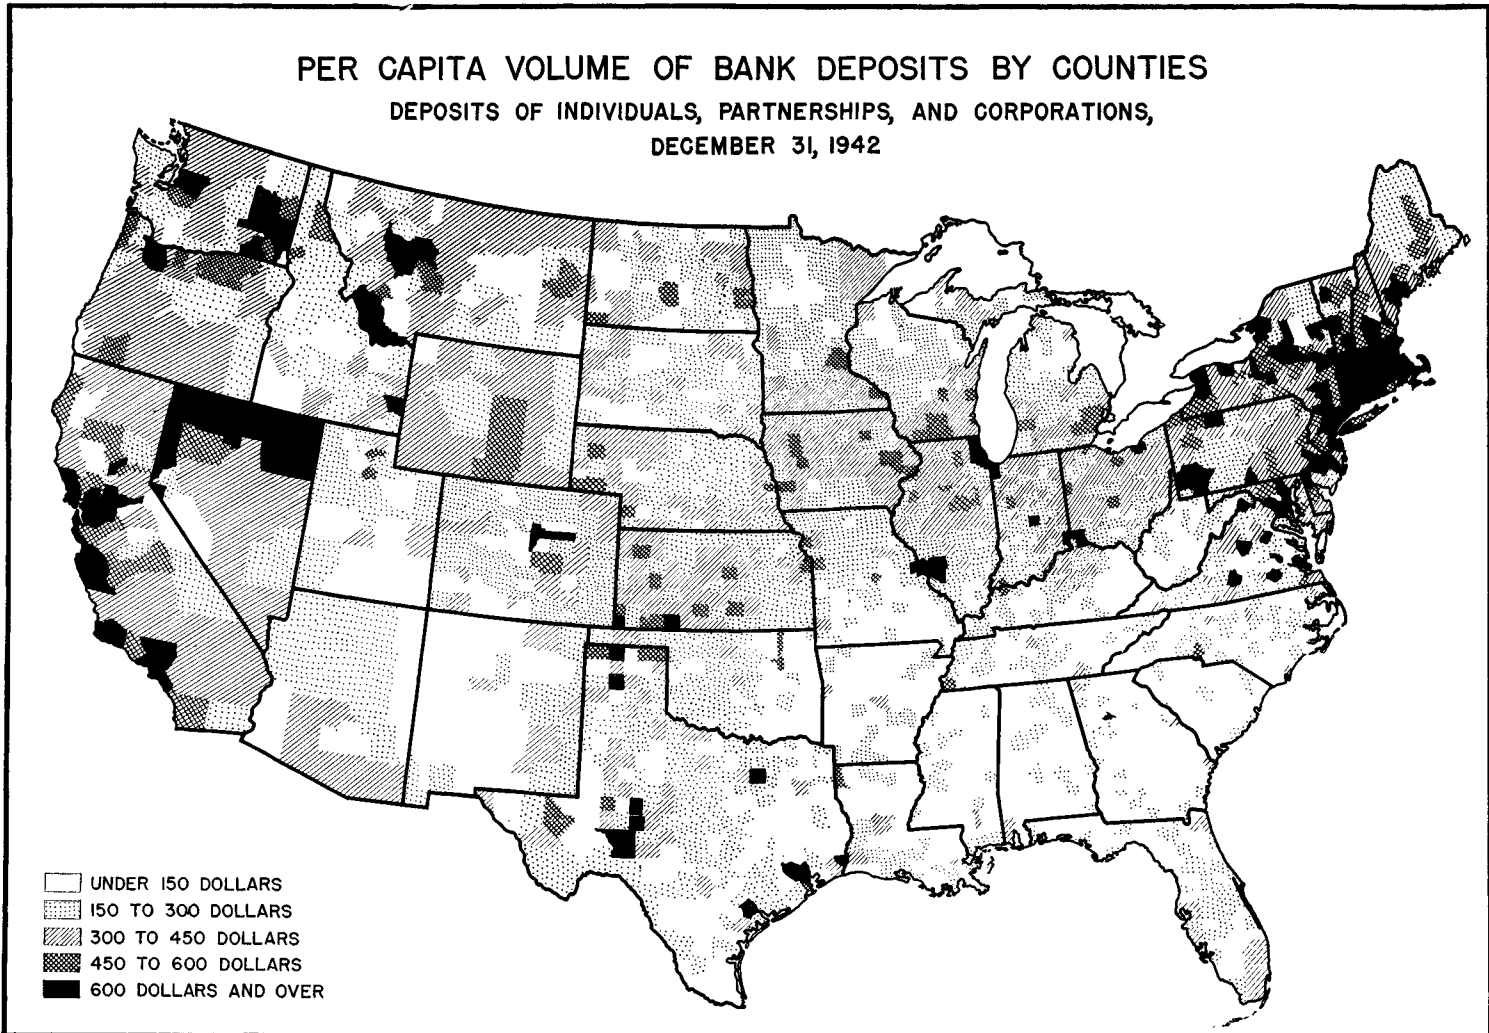 PER CAPITA VOLUME OF BANK DEPOSITS BY COUNTIES
DEPOSITS OF INDIVIDUALS, PARTNERSHIPS, AND CORPORATIONS,
DECEMBER 31, 1942
UNDER 150 DOLLARS
150 TO 300 DOLLARS
300 TO 450 DOLLARS
450 TO 600 DOLLARS
600 DOLLARS AND OVER